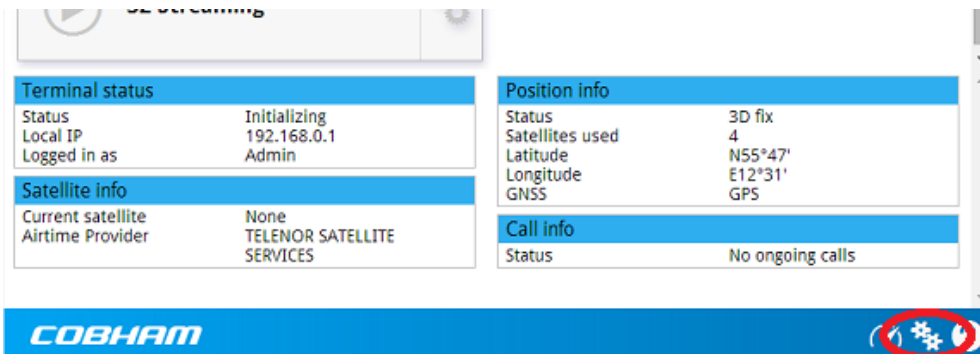 Streaming
Terminal status
Status Initializing
Local IP 192.168.0.1
Logged in as Admin
Satellite info
Current satellite None
Airtime Provider TELENOR SATELLITE
SERVICES
Position info
Status 3D fix
Satellites used 4
Latitude N55°47'
Longitude E12°31'
GNSS GPS
Call info
Status No ongoing calls
COBHAM